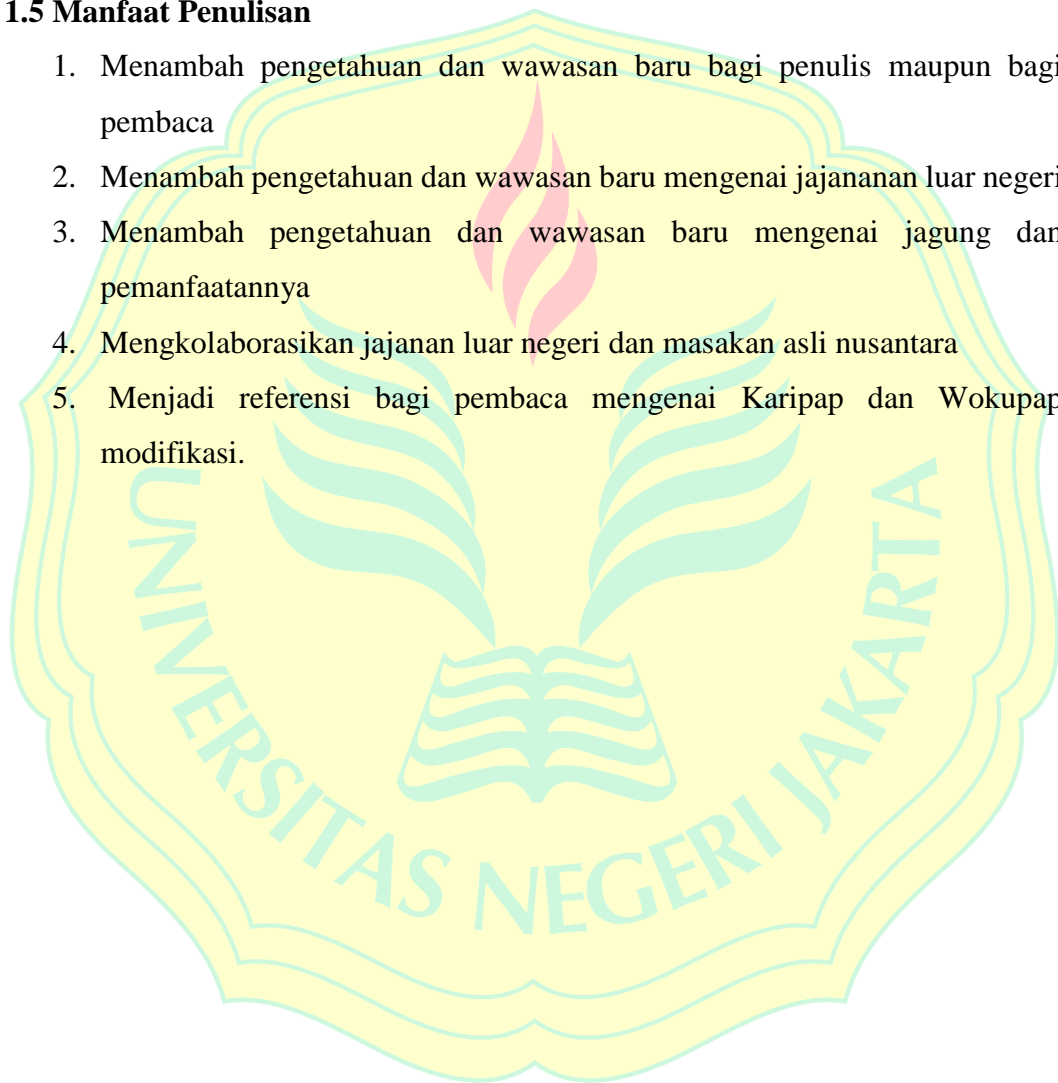 1.5 Manfaat Penulisan
1. Menambah pengetahuan dan wawasan baru bagi penulis maupun bagi
pembaca
2. Menambah pengetahuan dan wawasan baru mengenai jajananan luar negeri
3. Menambah pengetahuan dan wawasan baru mengenai jagung dan
pemanfaatannya
4. Mengkolaborasikan jajanan luar negeri dan masakan asli nusantara
5. Menjadi referensi bagi pembaca mengenai Karipap dan Wokupap
modifikasi.
UNIVERSITAS NEGERI JAKARTA